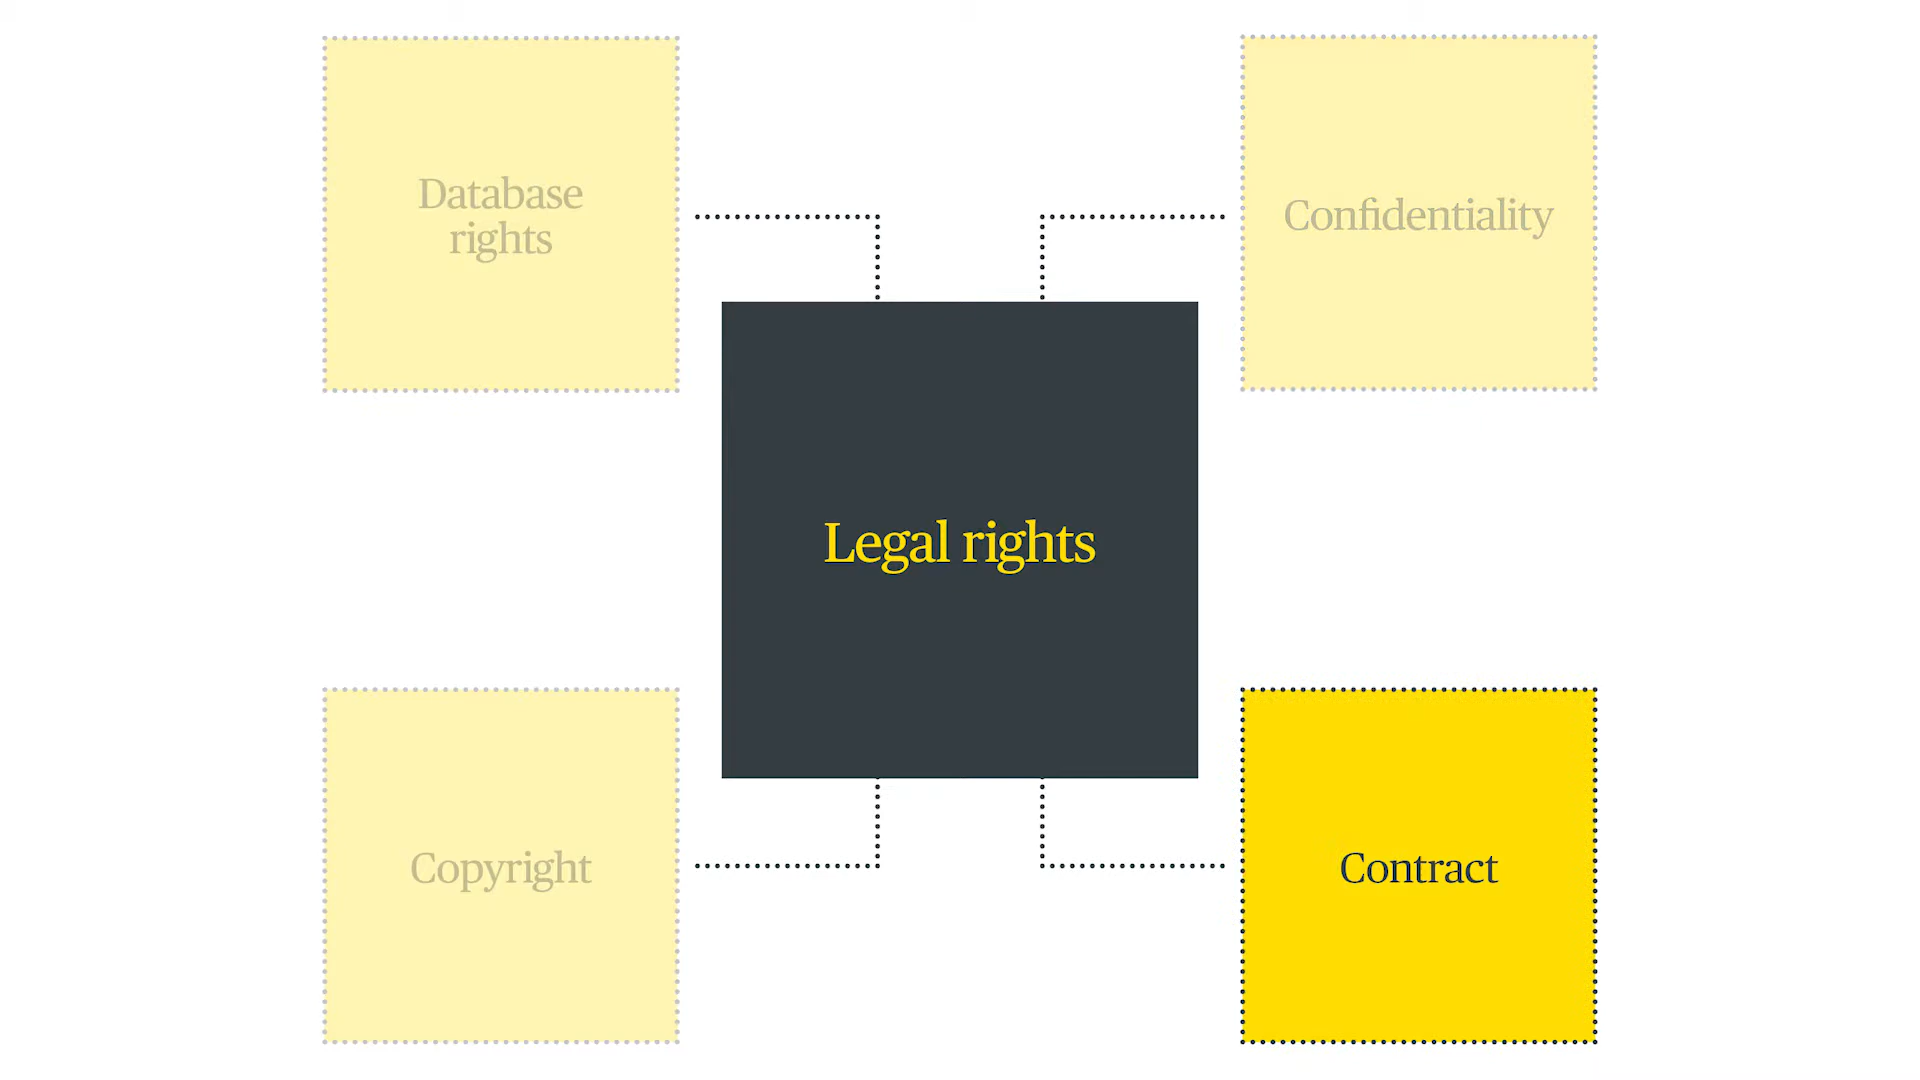 Database
rights
Confidentiality
Legal rights
Copyright
Contract